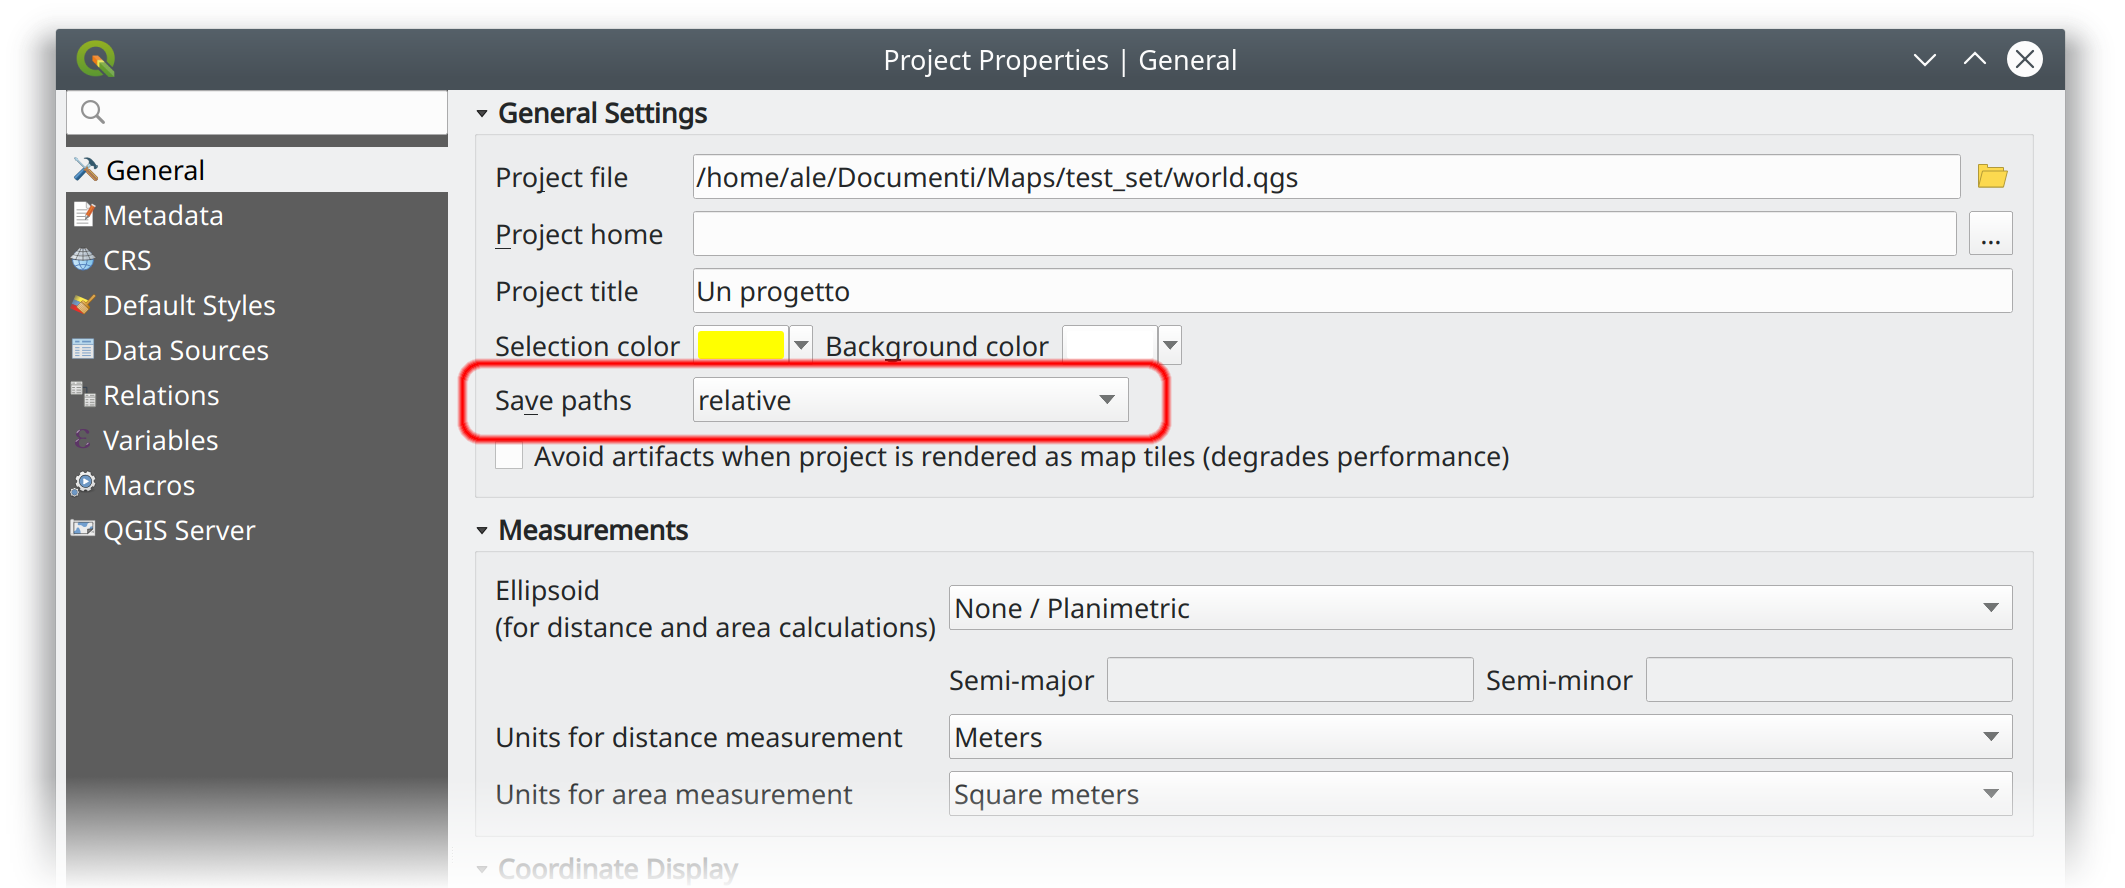 Project Properties | General
General
Metadata
CRS
Default Styles
Data Sources
Relations
Variables
Macros
QGIS Server
General Settings
Project file /home/ale/Documenti/Maps/test_set/world.qgs
Project home ...
Project title Un progetto
Selection color Background color
Save paths relative
Avoid artifacts when project is rendered as map tiles (degrades performance)
Measurements
Ellipsoid
(for distance and area calculations) None / Planimetric
Semi-major Semi-minor
Units for distance measurement Meters
Units for area measurement Square meters
Coordinate Display